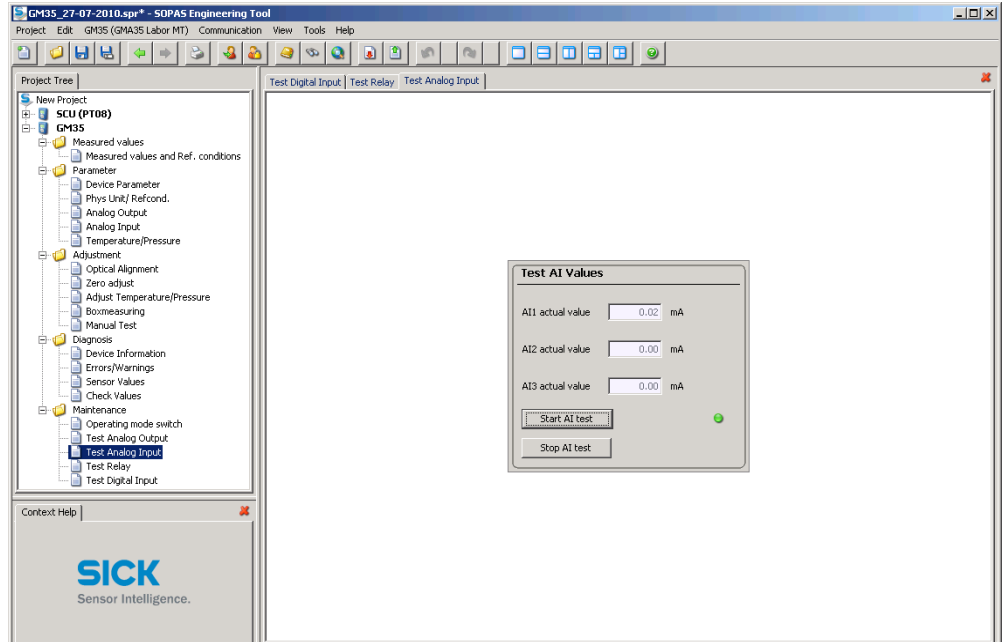 GM35_27-07-2010.spr* - SOPAS Engineering Tool
Project Edit GM35 (GMA35 Labor MT) Communication View Tools Help
Project Tree
Test Digital Input Test Relay Test Analog Input
New Project
SCU (PT08)
GM35
Measured values
Measured values and Ref. conditions
Parameter
Device Parameter
Phys Unit/ Refcond.
Analog Output
Analog Input
Temperature/Pressure
Adjustment
Optical Alignment
Zero adjust
Adjust Temperature/Pressure
Boxmeasuring
Manual Test
Diagnosis
Device Information
Errors/Warnings
Sensor Values
Check Values
Maintenance
Operating mode switch
Test Analog Output
Test Analog Input
Test Relay
Test Digital Input
Test AI Values
AI1 actual value 0.02 mA
AI2 actual value 0.00 mA
AI3 actual value 0.00 mA
Start AI test
Stop AI test
Context Help
SICK
Sensor Intelligence.